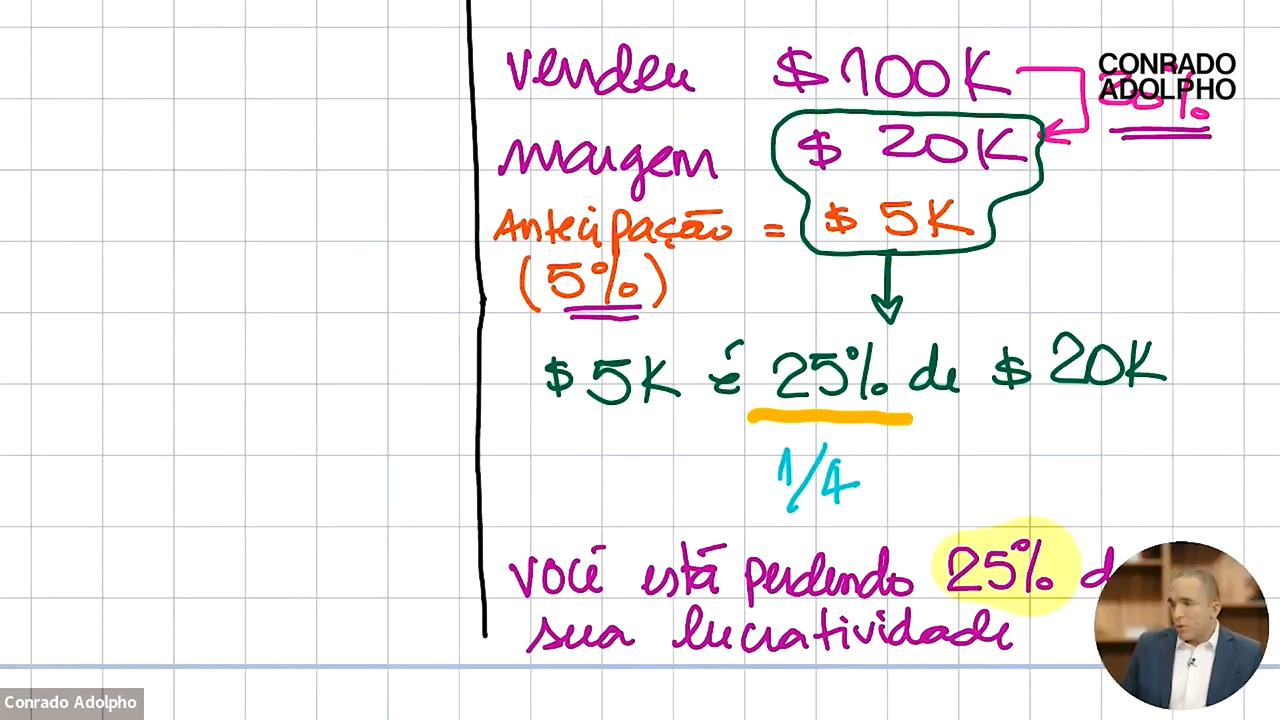 vendeu $100K
CONRADO
ADOLPHO
margem $ 20K
Antecipação = $ 5K
(5%)
$ 5K é 25% de $ 20K
1/4
você está perdendo 25% d
sua lucratividade
Conrado Adolpho